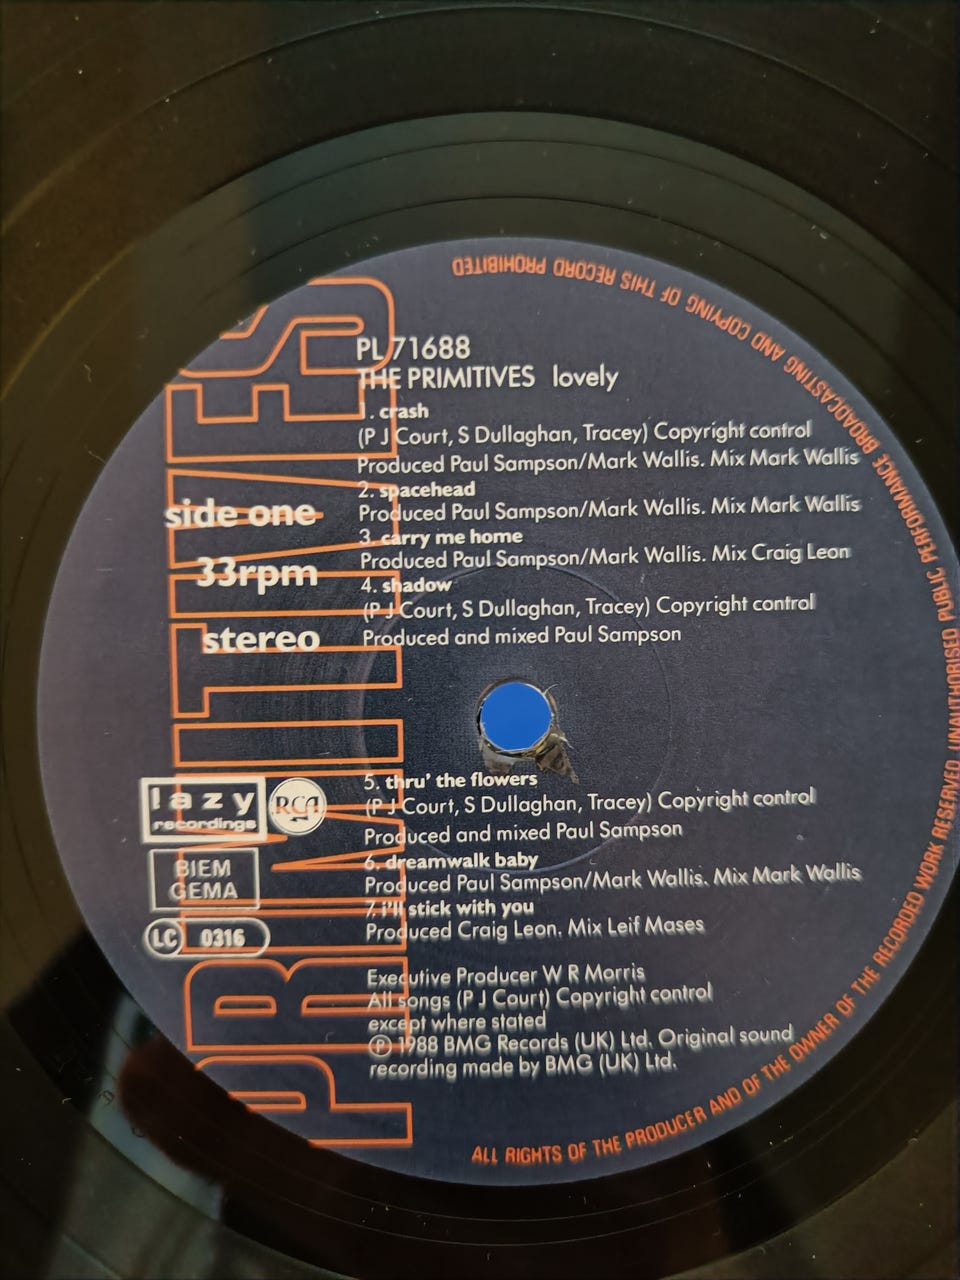 PL 71688
THE PRIMITIVES lovely
1. crash
(P J Court, S Dullaghan, Tracey) Copyright control
Produced Paul Sampson/Mark Wallis. Mix Mark Wallis
2. spacehead
Produced Paul Sampson/Mark Wallis. Mix Mark Wallis
3. carry me home
Produced Paul Sampson/Mark Wallis. Mix Craig Leon
4. shadow
(P J Court, S Dullaghan, Tracey) Copyright control
Produced and mixed Paul Sampson
side one
33rpm
stereo
5. thru' the flowers
(P J Court, S Dullaghan, Tracey) Copyright control
Produced and mixed Paul Sampson
6. dreamwalk baby
Produced Paul Sampson/Mark Wallis. Mix Mark Wallis
7. i'll stick with you
Produced Craig Leon. Mix Leif Mases
lazy
recordings
RCA
BIEM
GEMA
LC 0316
Executive Producer W R Morris
All songs (P J Court) Copyright control
except where stated
℗ 1988 BMG Records (UK) Ltd. Original sound
recording made by BMG (UK) Ltd.
PRIMITIVES
ALL RIGHTS OF THE PRODUCER AND OF THE OWNER OF THE RECORDED WORK RESERVED. UNAUTHORISED PUBLIC PERFORMANCE BROADCASTING AND COPYING OF THIS RECORD PROHIBITED